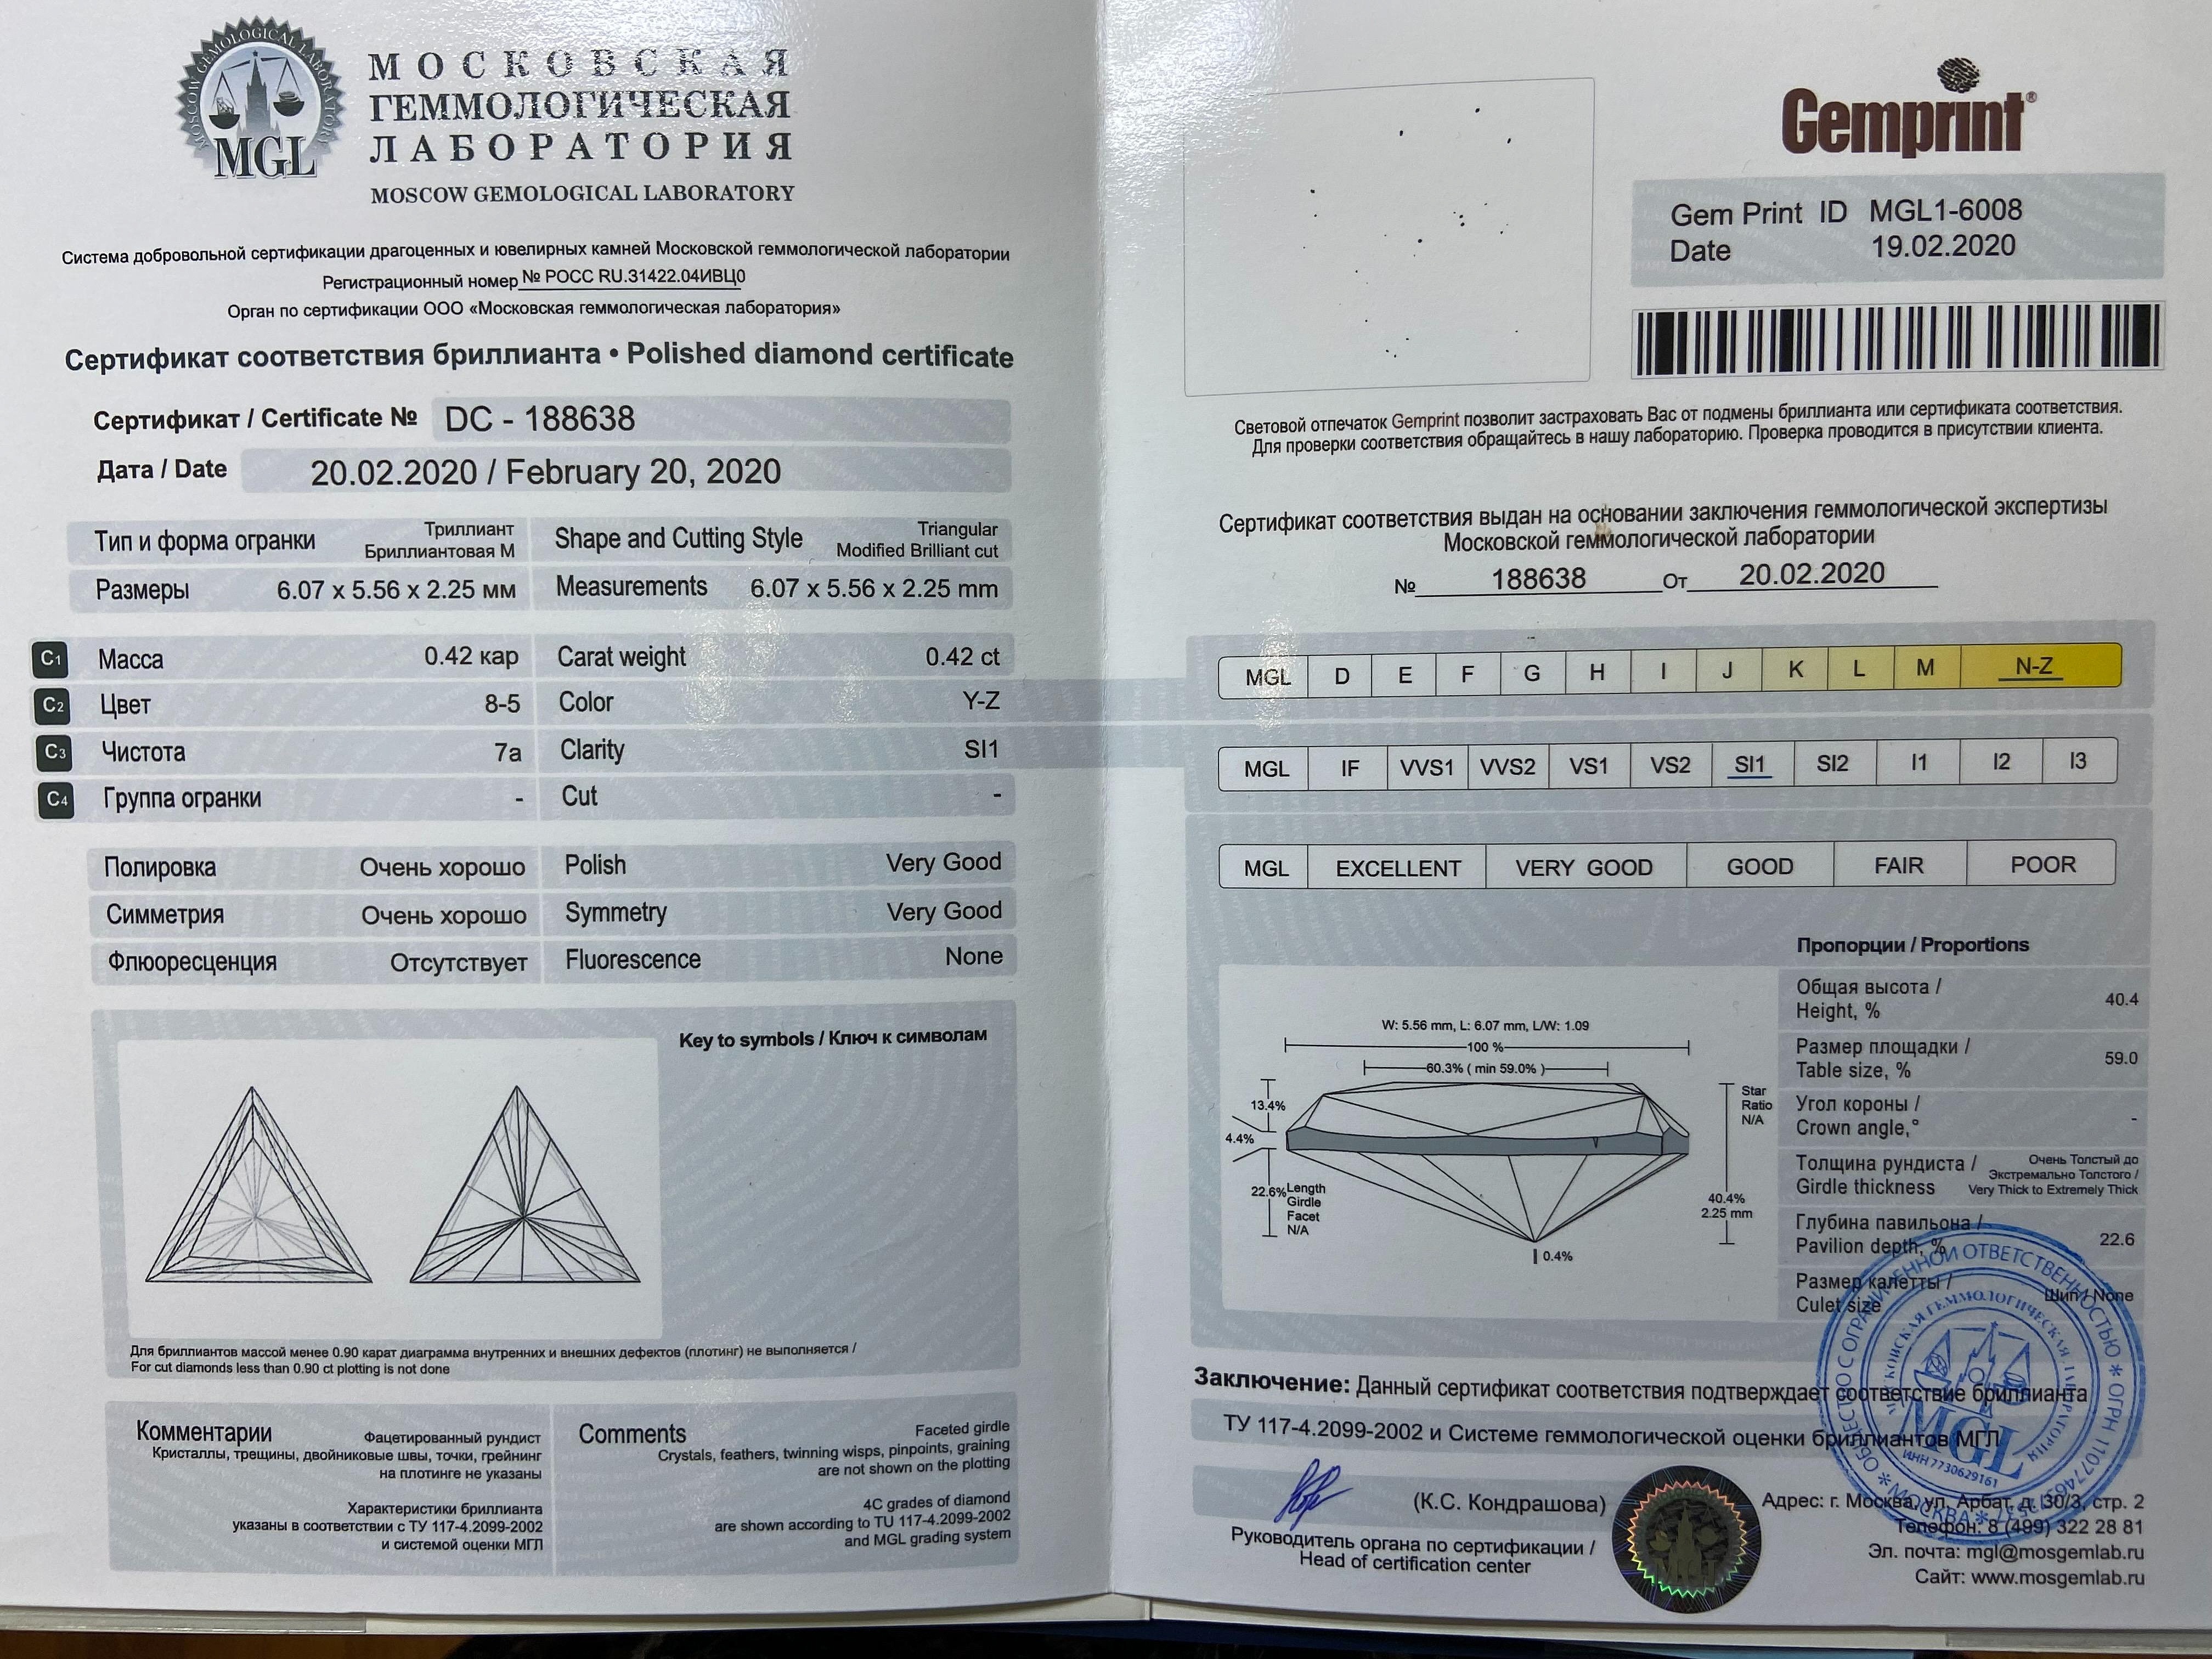 MOSCOW GEMOLOGICAL LABORATORY
MGL
МОСКОВСКАЯ
ГЕММОЛОГИЧЕСКАЯ
ЛАБОРАТОРИЯ
MOSCOW GEMOLOGICAL LABORATORY
Система добровольной сертификации драгоценных и ювелирных камней Московской геммологической лаборатории
Регистрационный номер № РОСС RU.31422.04ИВЦ0
Орган по сертификации ООО «Московская геммологическая лаборатория»
Сертификат соответствия бриллианта • Polished diamond certificate
Сертификат / Certificate № DC - 188638
Дата / Date 20.02.2020 / February 20, 2020
Тип и форма огранки Триллиант Бриллиантовая М Shape and Cutting Style Triangular Modified Brilliant cut
Размеры 6.07 x 5.56 x 2.25 мм Measurements 6.07 x 5.56 x 2.25 mm
C1 Масса 0.42 кар Carat weight 0.42 ct
C2 Цвет 8-5 Color Y-Z
C3 Чистота 7а Clarity SI1
C4 Группа огранки - Cut -
Полировка Очень хорошо Polish Very Good
Симметрия Очень хорошо Symmetry Very Good
Флюоресценция Отсутствует Fluorescence None
Key to symbols / Ключ к символам
Для бриллиантов массой менее 0.90 карат диаграмма внутренних и внешних дефектов (плотинг) не выполняется /
For cut diamonds less than 0.90 ct plotting is not done
Комментарии Фацетированный рундист
Кристаллы, трещины, двойниковые швы, точки, грейнинг
на плотинге не указаны
Характеристики бриллианта
указаны в соответствии с ТУ 117-4.2099-2002
и системой оценки МГЛ
Comments Faceted girdle
Crystals, feathers, twinning wisps, pinpoints, graining
are not shown on the plotting
4C grades of diamond
are shown according to TU 117-4.2099-2002
and MGL grading system
Gemprint®
Gem Print ID MGL1-6008
Date 19.02.2020
Световой отпечаток Gemprint позволит застраховать Вас от подмены бриллианта или сертификата соответствия.
Для проверки соответствия обращайтесь в нашу лабораторию. Проверка проводится в присутствии клиента.
Сертификат соответствия выдан на основании заключения геммологической экспертизы
Московской геммологической лаборатории
№ 188638 От 20.02.2020
MGL D E F G H I J K L M N-Z
MGL IF VVS1 VVS2 VS1 VS2 SI1 SI2 I1 I2 I3
MGL EXCELLENT VERY GOOD GOOD FAIR POOR
W: 5.56 mm, L: 6.07 mm, L/W: 1.09
100 %
60.3% ( min 59.0% )
13.4%
4.4%
22.6%
Length
Girdle
Facet
N/A
Star
Ratio
N/A
40.4%
2.25 mm
0.4%
Пропорции / Proportions
Общая высота /
Height, % 40.4
Размер площадки /
Table size, % 59.0
Угол короны /
Crown angle,° -
Толщина рундиста /
Girdle thickness
Очень Толстый до
Экстремально Толстого /
Very Thick to Extremely Thick
Глубина павильона /
Pavilion depth, % 22.6
Размер калетты /
Culet size Шип / None
Заключение: Данный сертификат соответствия подтверждает соответствие бриллианта
ТУ 117-4.2099-2002 и Системе геммологической оценки бриллиантов МГЛ
(К.С. Кондрашова)
Руководитель органа по сертификации /
Head of certification center
Адрес: г. Москва, ул. Арбат, д. 30/3, стр. 2
Телефон: 8 (499) 322 28 81
Эл. почта: mgl@mosgemlab.ru
Сайт: www.mosgemlab.ru
ОБЩЕСТВО С ОГРАНИЧЕННОЙ ОТВЕТСТВЕННОСТЬЮ
МОСКВА
MGL
ИНН 7730629161